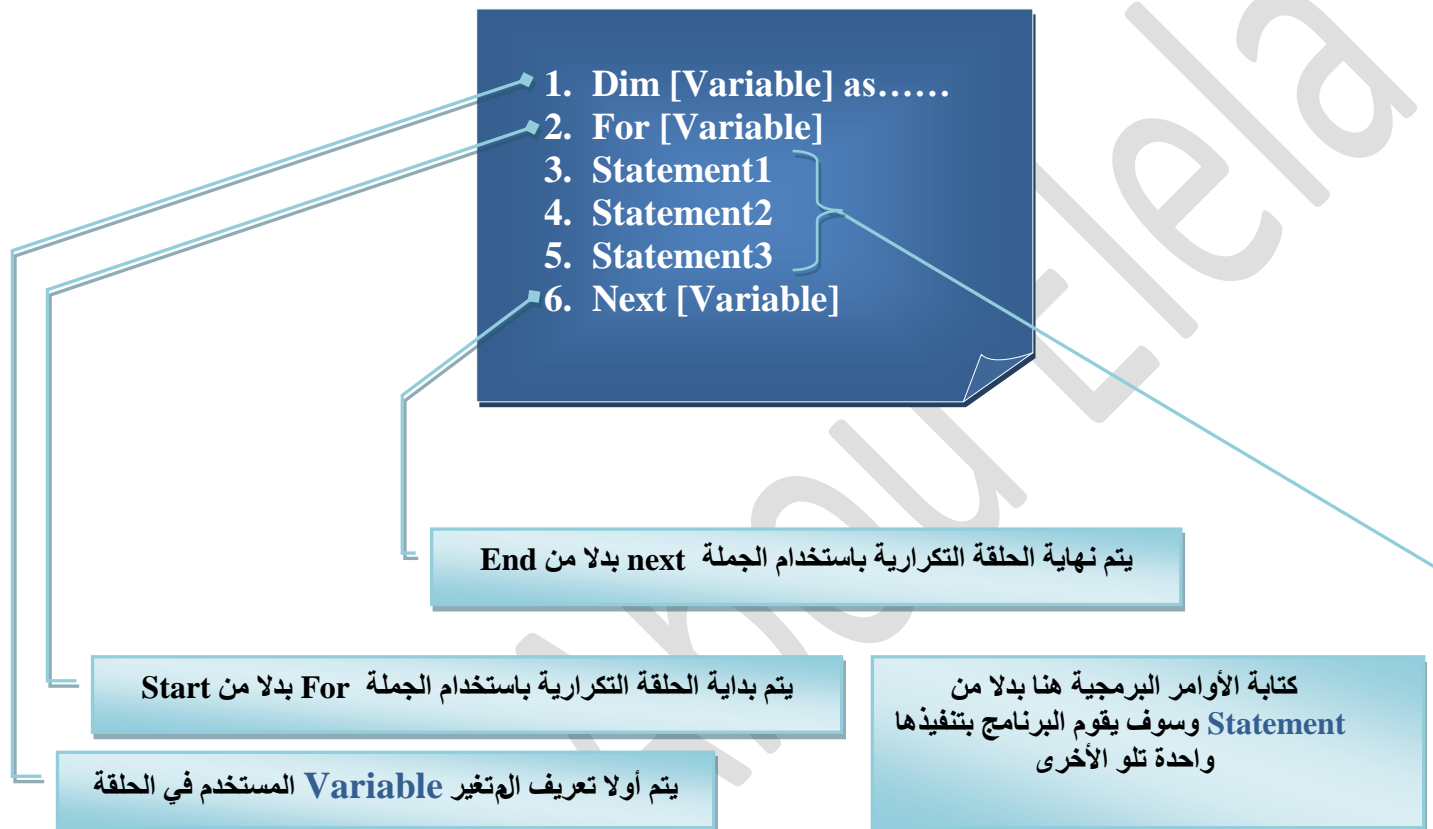 1. Dim [Variable] as……
2. For [Variable]
3. Statement1
4. Statement2
5. Statement3
6. Next [Variable]
يتم نهاية الحلقة التكرارية باستخدام الجملة next بدلا من End
يتم بداية الحلقة التكرارية باستخدام الجملة For بدلا من Start
كتابة الأوامر البرمجية هنا بدلا من
Statement وسوف يقوم البرنامج بتنفيذها
واحدة تلو الأخرى
يتم أولا تعريف المتغير Variable المستخدم في الحلقة
Abou Elela